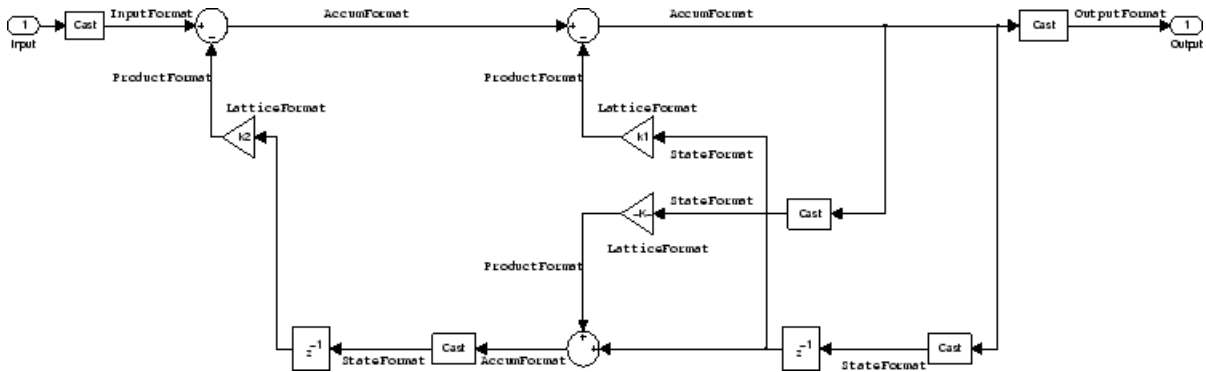 InputFormat
AccumFormat
AccumFormat
OutputFormat
1
Cast
+
+
Cast
1
Input
−
−
Output
ProductFormat
ProductFormat
LatticeFormat
LatticeFormat
k2
k1
StateFormat
StateFormat
-K-
Cast
LatticeFormat
ProductFormat
+
z⁻¹
Cast
+
z⁻¹
Cast
StateFormat
AccumFormat
StateFormat